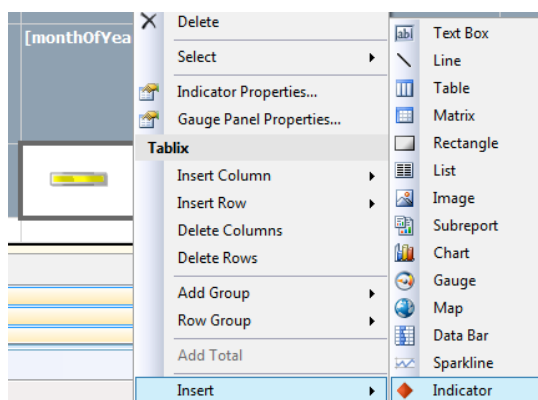 [monthOfYea
Delete
Select
Indicator Properties...
Gauge Panel Properties...
Tablix
Insert Column
Insert Row
Delete Columns
Delete Rows
Add Group
Row Group
Add Total
Insert
abl Text Box
Line
Table
Matrix
Rectangle
List
Image
Subreport
Chart
Gauge
Map
Data Bar
Sparkline
Indicator